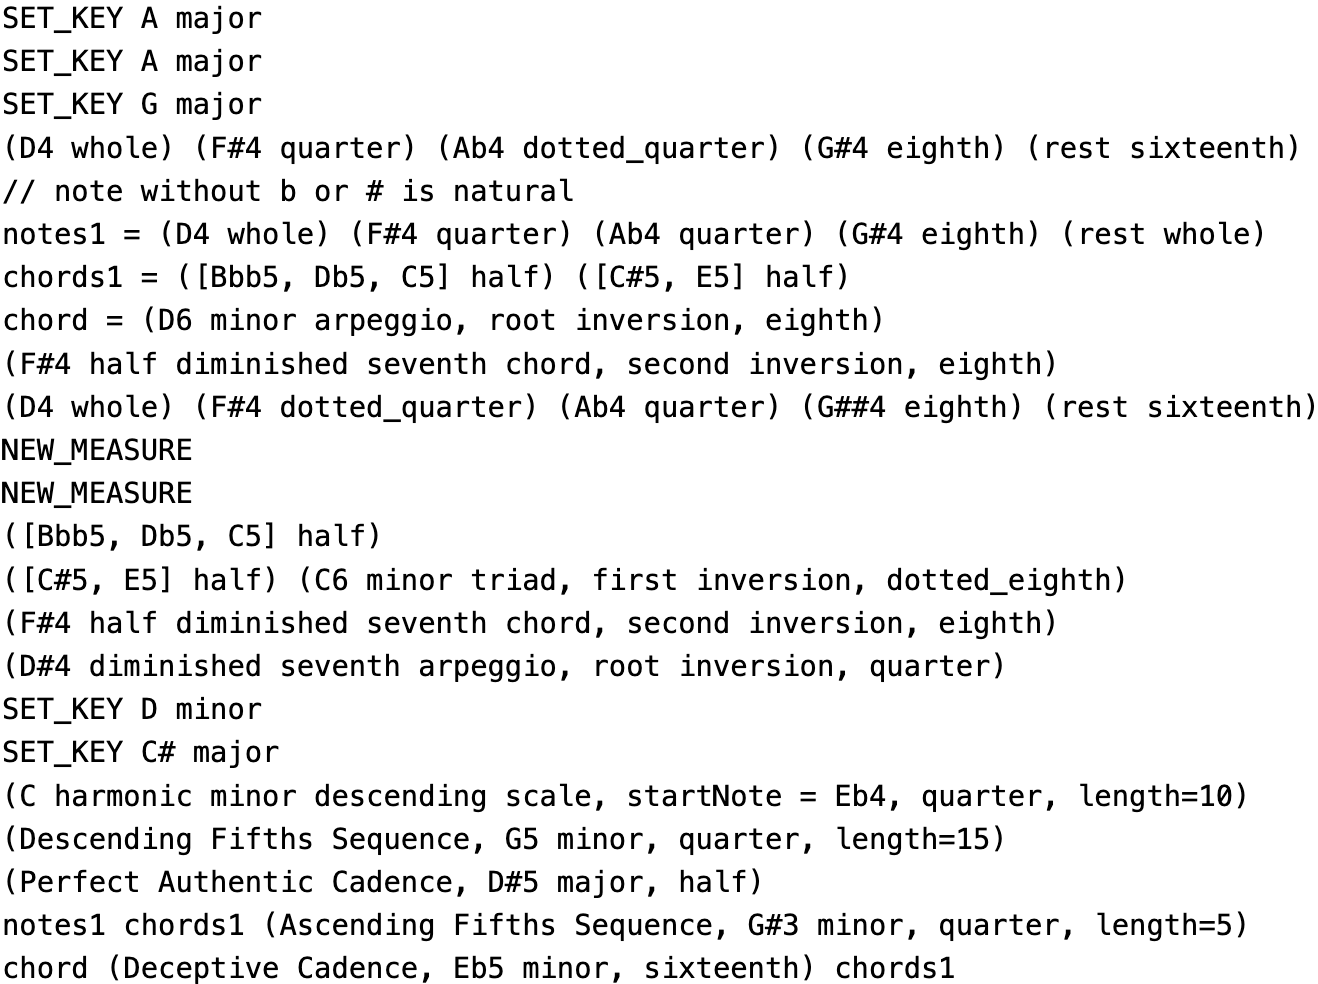 SET_KEY A major
SET_KEY A major
SET_KEY G major
(D4 whole) (F#4 quarter) (Ab4 dotted_quarter) (G#4 eighth) (rest sixteenth)
// note without b or # is natural
notes1 = (D4 whole) (F#4 quarter) (Ab4 quarter) (G#4 eighth) (rest whole)
chords1 = ([Bbb5, Db5, C5] half) ([C#5, E5] half)
chord = (D6 minor arpeggio, root inversion, eighth)
(F#4 half diminished seventh chord, second inversion, eighth)
(D4 whole) (F#4 dotted_quarter) (Ab4 quarter) (G##4 eighth) (rest sixteenth)
NEW_MEASURE
NEW_MEASURE
([Bbb5, Db5, C5] half)
([C#5, E5] half) (C6 minor triad, first inversion, dotted_eighth)
(F#4 half diminished seventh chord, second inversion, eighth)
(D#4 diminished seventh arpeggio, root inversion, quarter)
SET_KEY D minor
SET_KEY C# major
(C harmonic minor descending scale, startNote = Eb4, quarter, length=10)
(Descending Fifths Sequence, G5 minor, quarter, length=15)
(Perfect Authentic Cadence, D#5 major, half)
notes1 chords1 (Ascending Fifths Sequence, G#3 minor, quarter, length=5)
chord (Deceptive Cadence, Eb5 minor, sixteenth) chords1